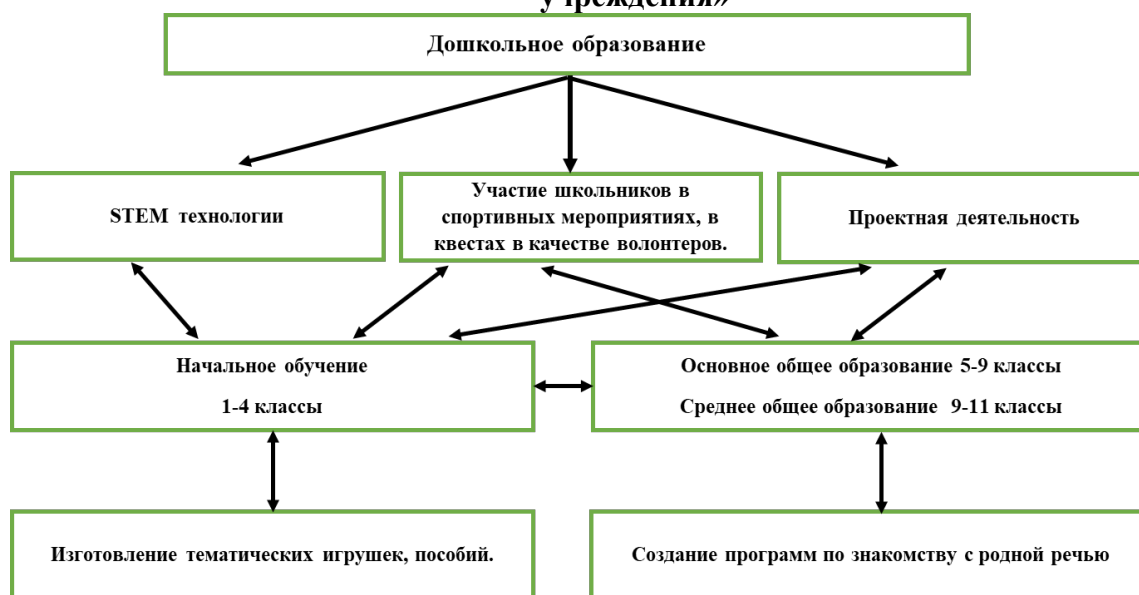 учреждения»
Дошкольное образование
STEM технологии
Участие школьников в
спортивных мероприятиях, в
квестах в качестве волонтеров.
Проектная деятельность
Начальное обучение
1-4 классы
Основное общее образование 5-9 классы
Среднее общее образование 9-11 классы
Изготовление тематических игрушек, пособий.
Создание программ по знакомству с родной речью